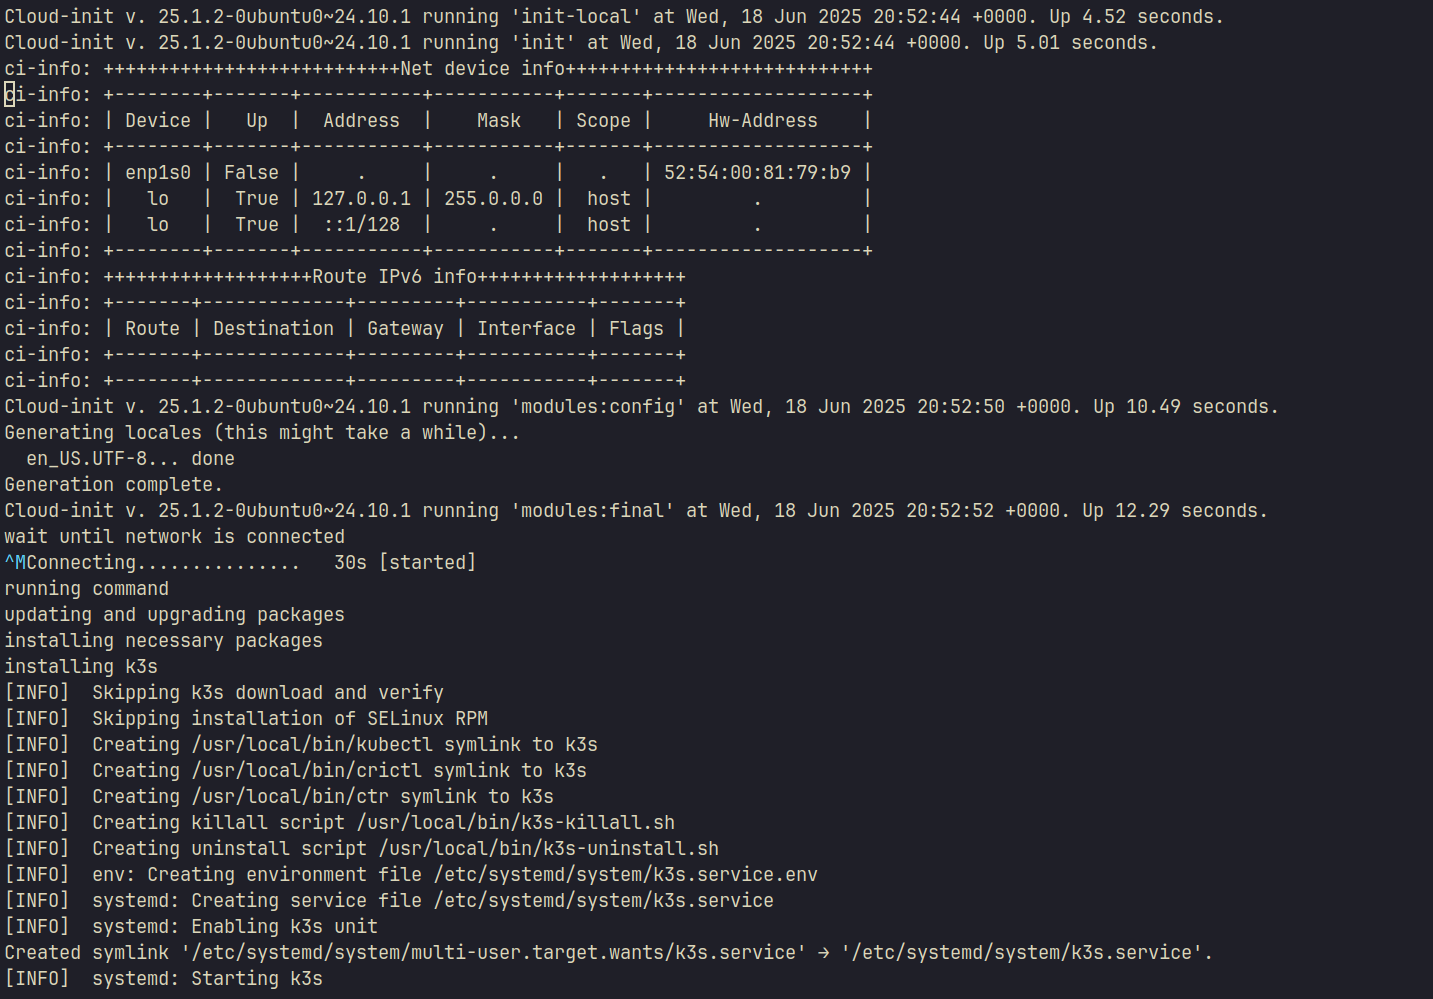 Cloud-init v. 25.1.2-0ubuntu0~24.10.1 running 'init-local' at Wed, 18 Jun 2025 20:52:44 +0000. Up 4.52 seconds.
Cloud-init v. 25.1.2-0ubuntu0~24.10.1 running 'init' at Wed, 18 Jun 2025 20:52:44 +0000. Up 5.01 seconds.
ci-info: +++++++++++++++++++++++++++Net device info++++++++++++++++++++++++++++
ci-info: +--------+-------+-----------+-----------+-------+-------------------+
ci-info: | Device |   Up  |  Address  |    Mask   | Scope |     Hw-Address    |
ci-info: +--------+-------+-----------+-----------+-------+-------------------+
ci-info: | enp1s0 | False |     .     |     .     |   .   | 52:54:00:81:79:b9 |
ci-info: |   lo   |  True | 127.0.0.1 | 255.0.0.0 |  host |         .         |
ci-info: |   lo   |  True |  ::1/128  |     .     |  host |         .         |
ci-info: +--------+-------+-----------+-----------+-------+-------------------+
ci-info: +++++++++++++++++++Route IPv6 info+++++++++++++++++++
ci-info: +-------+-------------+---------+-----------+-------+
ci-info: | Route | Destination | Gateway | Interface | Flags |
ci-info: +-------+-------------+---------+-----------+-------+
ci-info: +-------+-------------+---------+-----------+-------+
Cloud-init v. 25.1.2-0ubuntu0~24.10.1 running 'modules:config' at Wed, 18 Jun 2025 20:52:50 +0000. Up 10.49 seconds.
Generating locales (this might take a while)...
  en_US.UTF-8... done
Generation complete.
Cloud-init v. 25.1.2-0ubuntu0~24.10.1 running 'modules:final' at Wed, 18 Jun 2025 20:52:52 +0000. Up 12.29 seconds.
wait until network is connected
^MConnecting...............   30s [started]
running command
updating and upgrading packages
installing necessary packages
installing k3s
[INFO]  Skipping k3s download and verify
[INFO]  Skipping installation of SELinux RPM
[INFO]  Creating /usr/local/bin/kubectl symlink to k3s
[INFO]  Creating /usr/local/bin/crictl symlink to k3s
[INFO]  Creating /usr/local/bin/ctr symlink to k3s
[INFO]  Creating killall script /usr/local/bin/k3s-killall.sh
[INFO]  Creating uninstall script /usr/local/bin/k3s-uninstall.sh
[INFO]  env: Creating environment file /etc/systemd/system/k3s.service.env
[INFO]  systemd: Creating service file /etc/systemd/system/k3s.service
[INFO]  systemd: Enabling k3s unit
Created symlink '/etc/systemd/system/multi-user.target.wants/k3s.service' → '/etc/systemd/system/k3s.service'.
[INFO]  systemd: Starting k3s